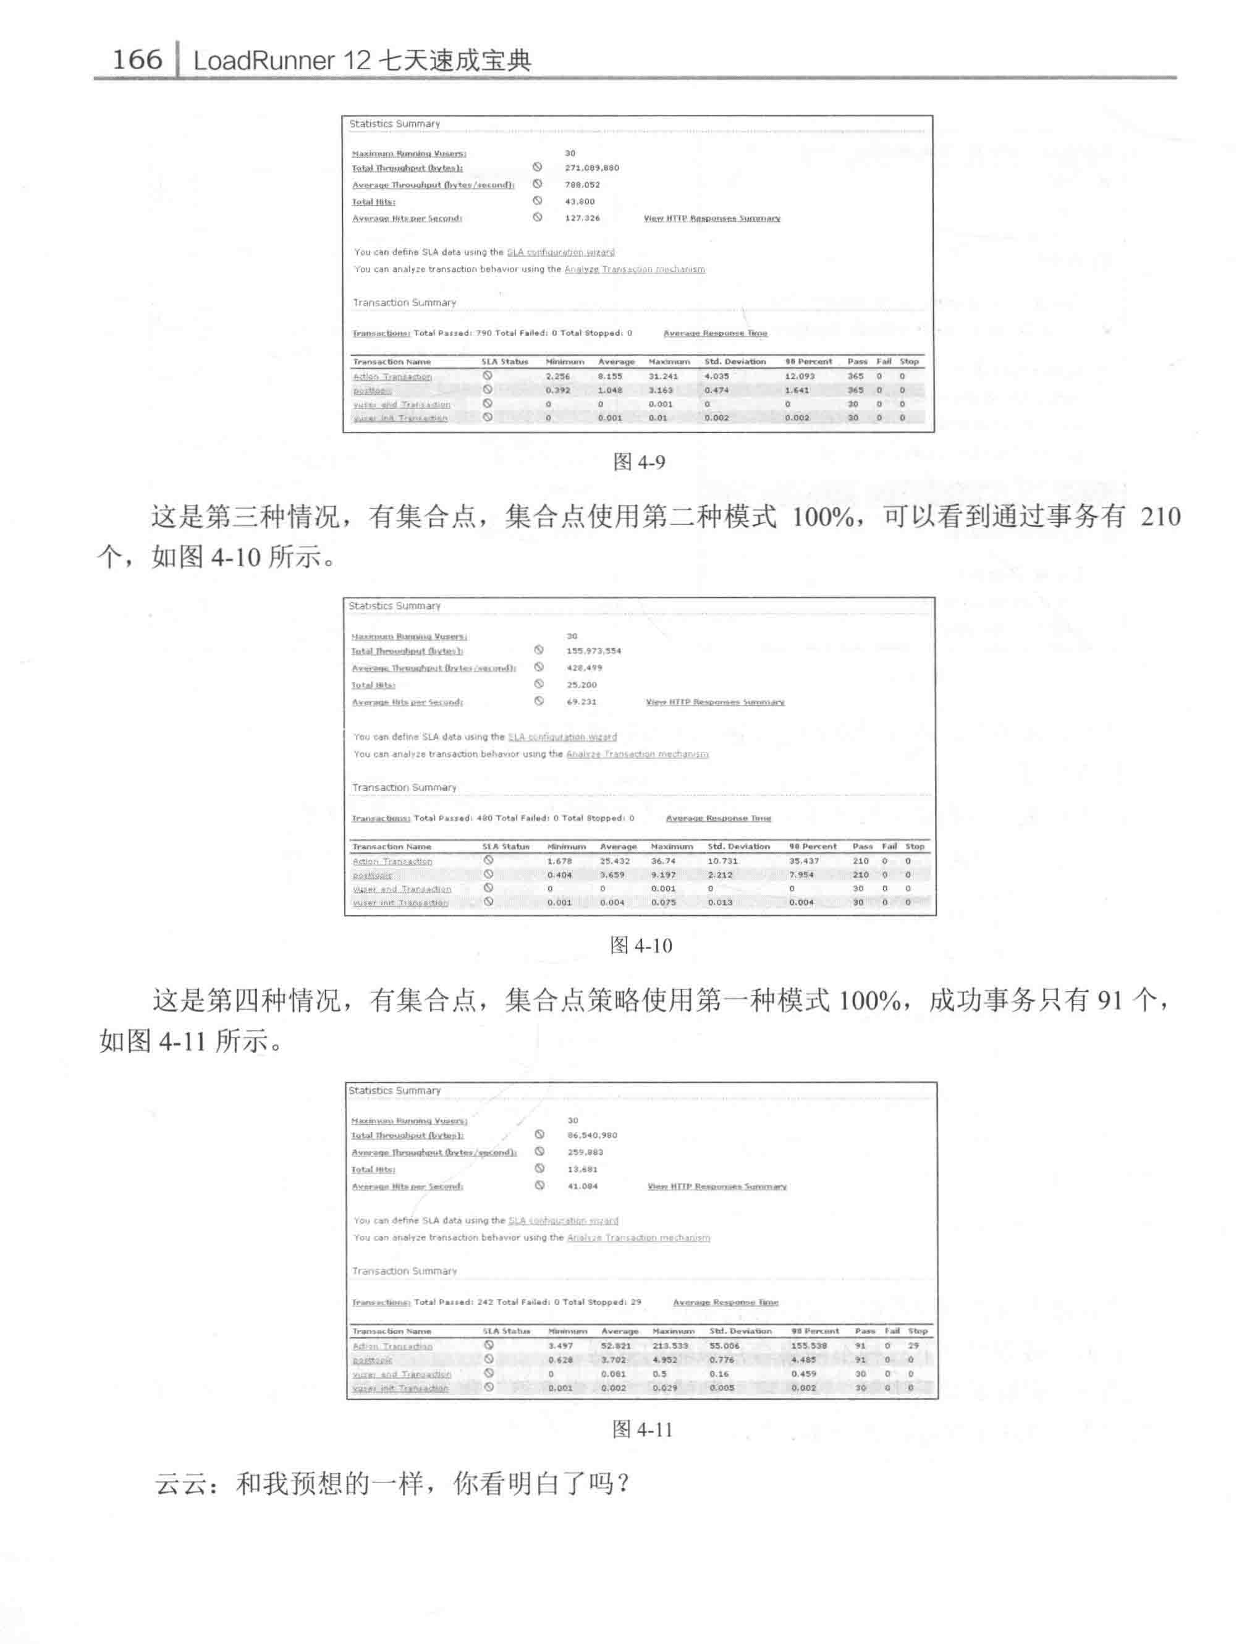 166 LoadRunner 12 七天速成宝典
Statistics Summary
Maximum Running Vusers: 30
Total Throughput (bytes): 271,089,880
Average Throughput (bytes/second): 788,052
Total Hits: 43,800
Average Hits per Second: 127.326 View HTTP Responses Summary
You can define SLA data using the SLA configuration wizard
You can analyze transaction behavior using the Analyze Transaction mechanism
Transaction Summary
Transactions: Total Passed: 790 Total Failed: 0 Total Stopped: 0 Average Response Time
Transaction Name SLA Status Minimum Average Maximum Std. Deviation 90 Percent Pass Fail Stop
Action_Transaction 2.256 8.155 31.241 4.035 12.093 365 0 0
posttopic 0.392 1.048 3.163 0.474 1.641 365 0 0
vuser_end_Transaction 0 0 0.001 0 0 30 0 0
vuser_init_Transaction 0 0.001 0.01 0.002 0.002 30 0 0
图 4-9
这是第三种情况，有集合点，集合点使用第二种模式 100%，可以看到通过事务有 210
个，如图 4-10 所示。
Statistics Summary
Maximum Running Vusers: 30
Total Throughput (bytes): 155,973,554
Average Throughput (bytes/second): 428,499
Total Hits: 25,200
Average Hits per Second: 69.231 View HTTP Responses Summary
You can define SLA data using the SLA configuration wizard
You can analyze transaction behavior using the Analyze Transaction mechanism
Transaction Summary
Transactions: Total Passed: 480 Total Failed: 0 Total Stopped: 0 Average Response Time
Transaction Name SLA Status Minimum Average Maximum Std. Deviation 90 Percent Pass Fail Stop
Action_Transaction 1.678 25.432 36.74 10.731 35.437 210 0 0
posttopic 0.404 3.659 9.197 2.212 7.954 210 0 0
vuser_end_Transaction 0 0 0.001 0 0 30 0 0
vuser_init_Transaction 0.001 0.004 0.075 0.013 0.004 30 0 0
图 4-10
这是第四种情况，有集合点，集合点策略使用第一种模式 100%，成功事务只有 91 个，
如图 4-11 所示。
Statistics Summary
Maximum Running Vusers: 30
Total Throughput (bytes): 86,540,980
Average Throughput (bytes/second): 259,883
Total Hits: 13,681
Average Hits per Second: 41.084 View HTTP Responses Summary
You can define SLA data using the SLA configuration wizard
You can analyze transaction behavior using the Analyze Transaction mechanism
Transaction Summary
Transactions: Total Passed: 242 Total Failed: 0 Total Stopped: 29 Average Response Time
Transaction Name SLA Status Minimum Average Maximum Std. Deviation 90 Percent Pass Fail Stop
Action_Transaction 3.497 52.821 213.533 55.006 155.538 91 0 29
posttopic 0.628 3.702 4.952 0.776 4.485 91 0 0
vuser_end_Transaction 0 0.061 0.5 0.16 0.459 30 0 0
vuser_init_Transaction 0.001 0.002 0.029 0.005 0.002 30 0 0
图 4-11
云云：和我预想的一样，你看明白了吗？